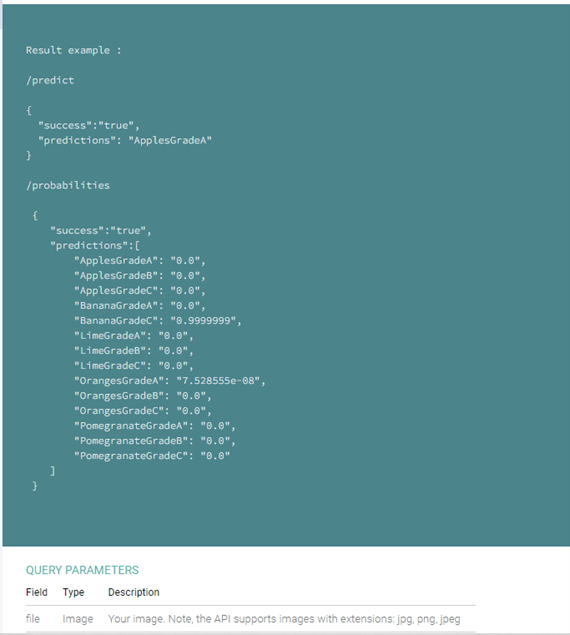 Result example :
/predict
{
"success":"true",
"predictions": "ApplesGradeA"
}
/probabilities
{
"success":"true",
"predictions":[
"ApplesGradeA": "0.0",
"ApplesGradeB": "0.0",
"ApplesGradeC": "0.0",
"BananaGradeA": "0.0",
"BananaGradeC": "0.9999999",
"LimeGradeA": "0.0",
"LimeGradeB": "0.0",
"LimeGradeC": "0.0",
"OrangesGradeA": "7.528555e-08",
"OrangesGradeB": "0.0",
"OrangesGradeC": "0.0",
"PomegranateGradeA": "0.0",
"PomegranateGradeB": "0.0",
"PomegranateGradeC": "0.0"
]
}
QUERY PARAMETERS
Field Type Description
file Image Your image. Note, the API supports images with extensions: jpg, png, jpeg